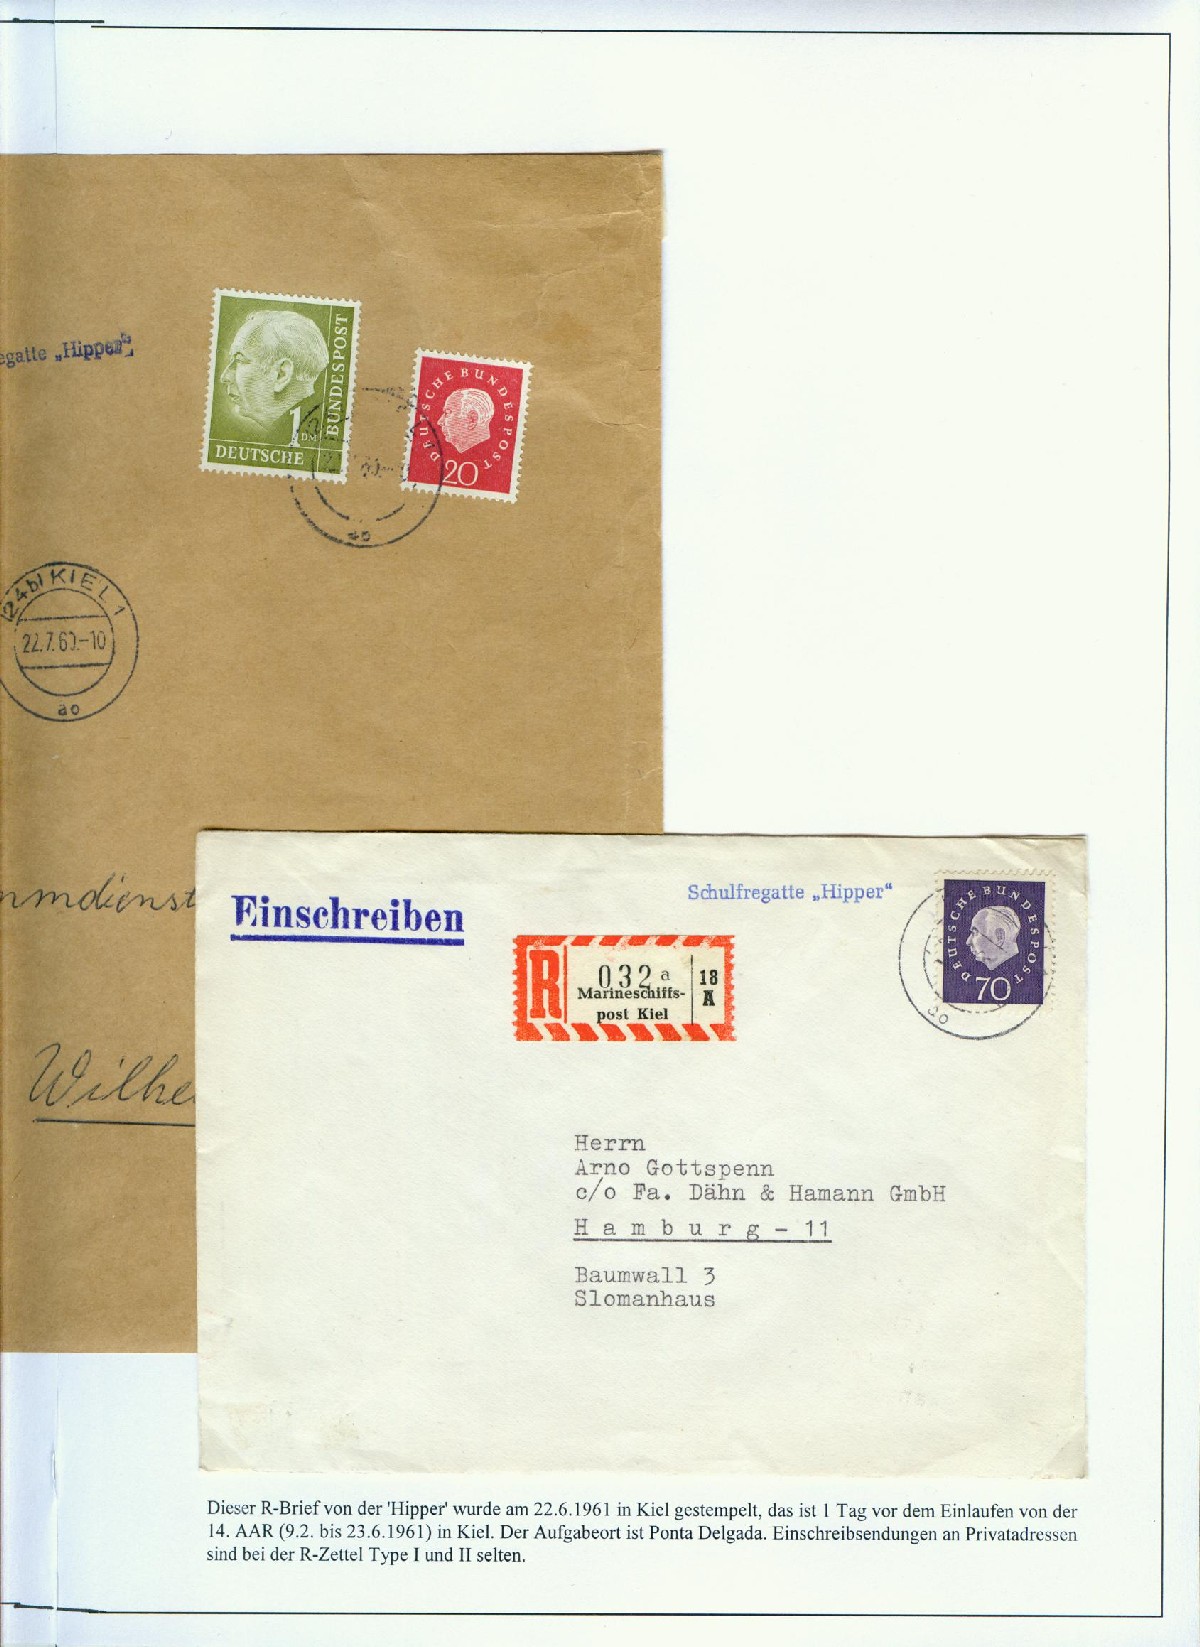 egatte „Hipper“
1 DM
DEUTSCHE
BUNDESPOST
DEUTSCHE BUNDESPOST
20
(24b) KIEL 1
22.7.60.-10
ao
ao
mmdienst
Wilhe
Einschreiben
Schulfregatte „Hipper“
R
032 a
Marineschiffs-
post Kiel
18
A
DEUTSCHE BUNDESPOST
70
ao
Herrn
Arno Gottspenn
c/o Fa. Dähn & Hamann GmbH
H a m b u r g - 11
Baumwall 3
Slomanhaus
Dieser R-Brief von der 'Hipper' wurde am 22.6.1961 in Kiel gestempelt, das ist 1 Tag vor dem Einlaufen von der
14. AAR (9.2. bis 23.6.1961) in Kiel. Der Aufgabeort ist Ponta Delgada. Einschreibsendungen an Privatadressen
sind bei der R-Zettel Type I und II selten.